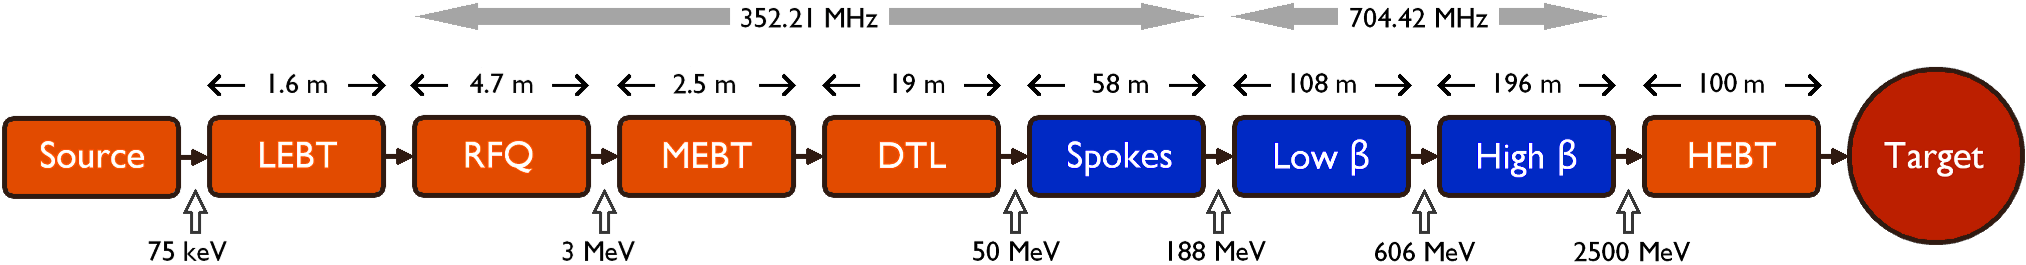 352.21 MHz 704.42 MHz
1.6 m 4.7 m 2.5 m 19 m 58 m 108 m 196 m 100 m
Source LEBT RFQ MEBT DTL Spokes Low β High β HEBT Target
75 keV 3 MeV 50 MeV 188 MeV 606 MeV 2500 MeV